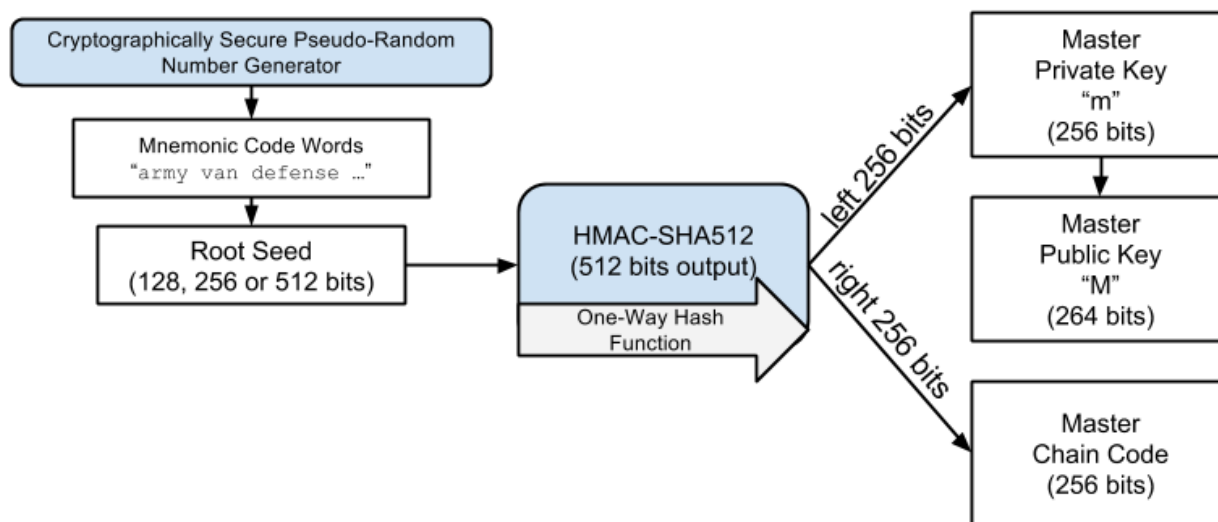 Cryptographically Secure Pseudo-Random
Number Generator
Mnemonic Code Words
“army van defense …”
Root Seed
(128, 256 or 512 bits)
HMAC-SHA512
(512 bits output)
One-Way Hash
Function
left 256 bits
right 256 bits
Master
Private Key
“m”
(256 bits)
Master
Public Key
“M”
(264 bits)
Master
Chain Code
(256 bits)